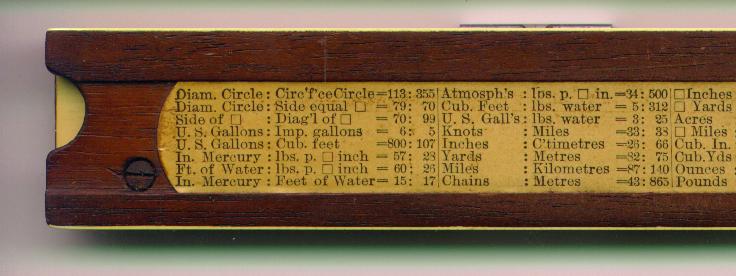 Diam. Circle : Circ'f'ceCircle=113: 355 Atmosph's : lbs. p. □ in.=34: 500 □ Inches
Diam. Circle : Side equal □ = 79: 70 Cub. Feet : lbs. water = 5: 312 □ Yards
Side of □ : Diag'l of □ = 70: 99 U. S. Gall's : lbs. water = 3: 25 Acres
U. S. Gallons : Imp. gallons = 6: 5 Knots : Miles =33: 38 □ Miles
U. S. Gallons : Cub. feet =800: 107 Inches : C'timetres =26: 66 Cub. In.
In. Mercury : lbs. p. □ inch = 57: 28 Yards : Metres =82: 75 Cub.Yds
Ft. of Water : lbs. p. □ inch = 60: 26 Miles : Kilometres =87: 140 Ounces
In. Mercury : Feet of Water= 15: 17 Chains : Metres =43: 865 Pounds